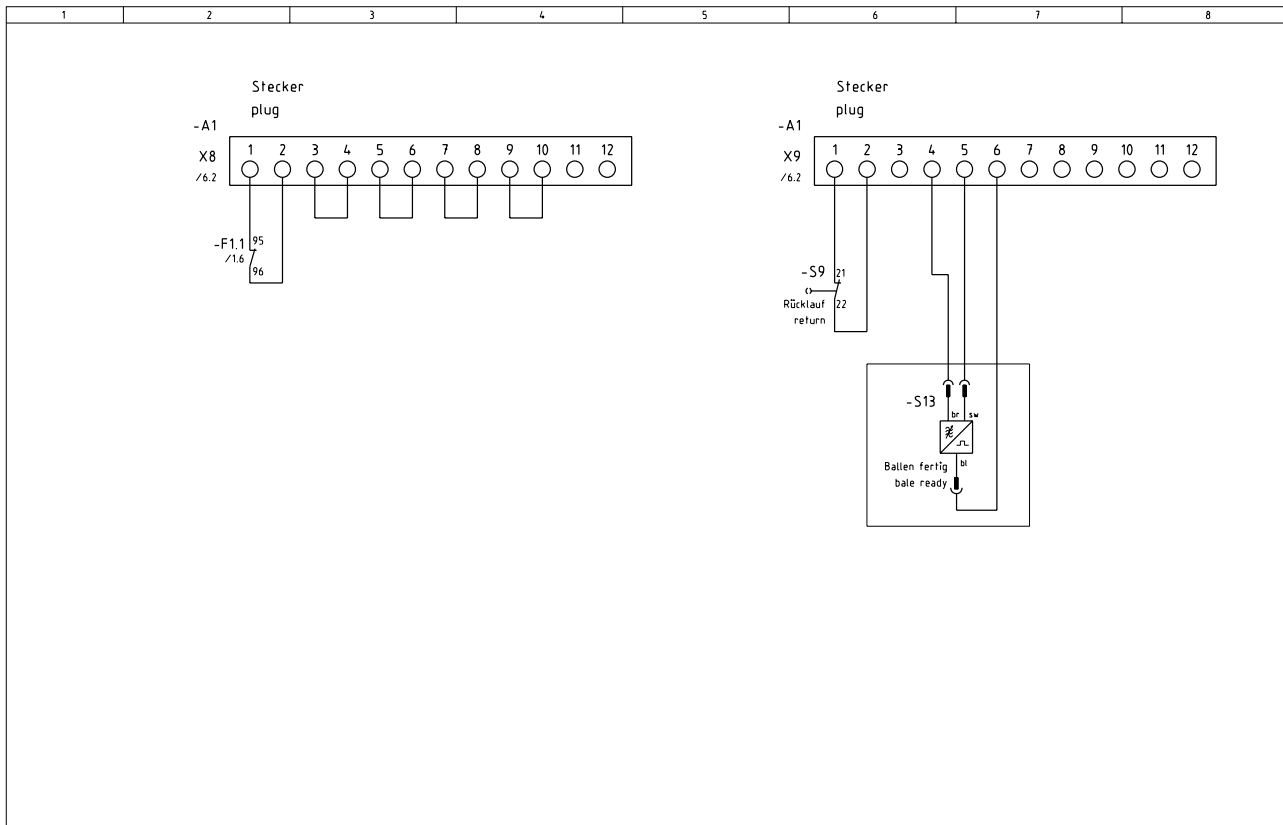 1 2 3 4 5 6 7 8
Stecker
plug
-A1
X8
/6.2
1 2 3 4 5 6 7 8 9 10 11 12
-F1.1
/1.6
95
96
Stecker
plug
-A1
X9
/6.2
1 2 3 4 5 6 7 8 9 10 11 12
-S9
21
Rücklauf
22
return
-S13
br sw
Ballen fertig
bl
bale ready